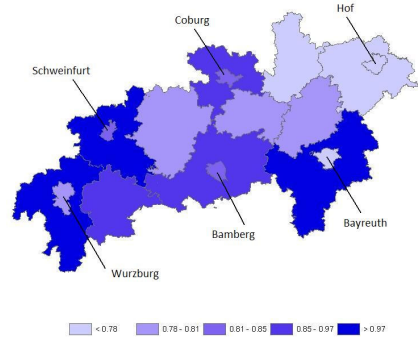 Hof
Coburg
Schweinfurt
Bayreuth
Bamberg
Wurzburg
< 0.78 0.78 - 0.81 0.81 - 0.85 0.85 - 0.97 > 0.97